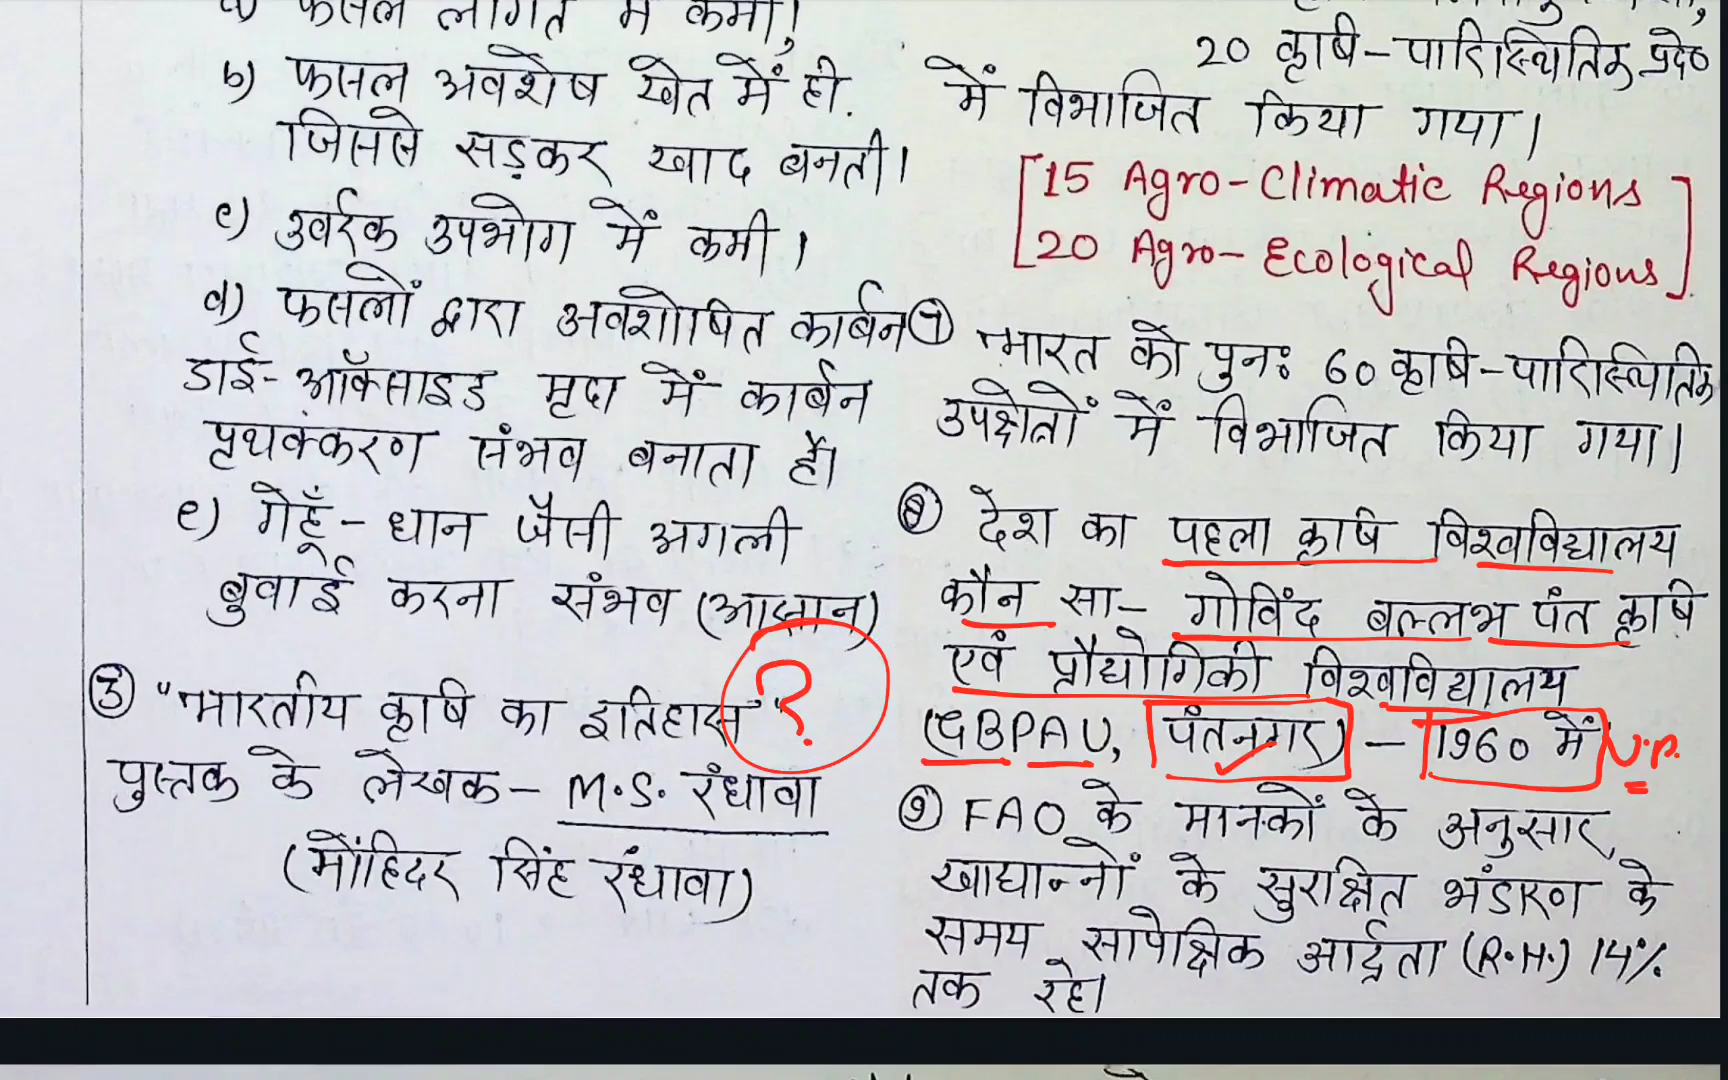 a) फसल लागत में कमी,
b) फसल अवशेष खेत में ही.
जिससे सड़कर खाद बनती।
c) उर्वरक उपभोग में कमी।
d) फसलों द्वारा अवशोषित कार्बन
डाई-ऑक्साइड मृदा में कार्बन
पृथक्करण संभव बनाता है।
e) गेहूँ - धान जैसी अगली
बुवाई करना संभव (आसान)
③ "भारतीय कृषि का इतिहास" ?
पुस्तक के लेखक - M.S. रंधावा
(मोंहिदर सिंह रंधावा)
20 कृषि-पारिस्थितिक प्रदे०
में विभाजित किया गया।
[15 Agro-Climatic Regions
20 Agro-Ecological Regions]
⑦ भारत को पुनः 60 कृषि-पारिस्थितिक
उपक्षेत्रों में विभाजित किया गया।
⑧ देश का पहला कृषि विश्वविद्यालय
कौन सा- गोविंद बल्लभ पंत कृषि
एवं प्रौद्योगिकी विश्वविद्यालय
(GBPAU, पंतनगर) - 1960 में U.P.
⑨ FAO के मानकों के अनुसार,
खाद्यान्नों के सुरक्षित भंडारण के
समय सापेक्षिक आर्द्रता (R.H.) 14%
तक रहे।